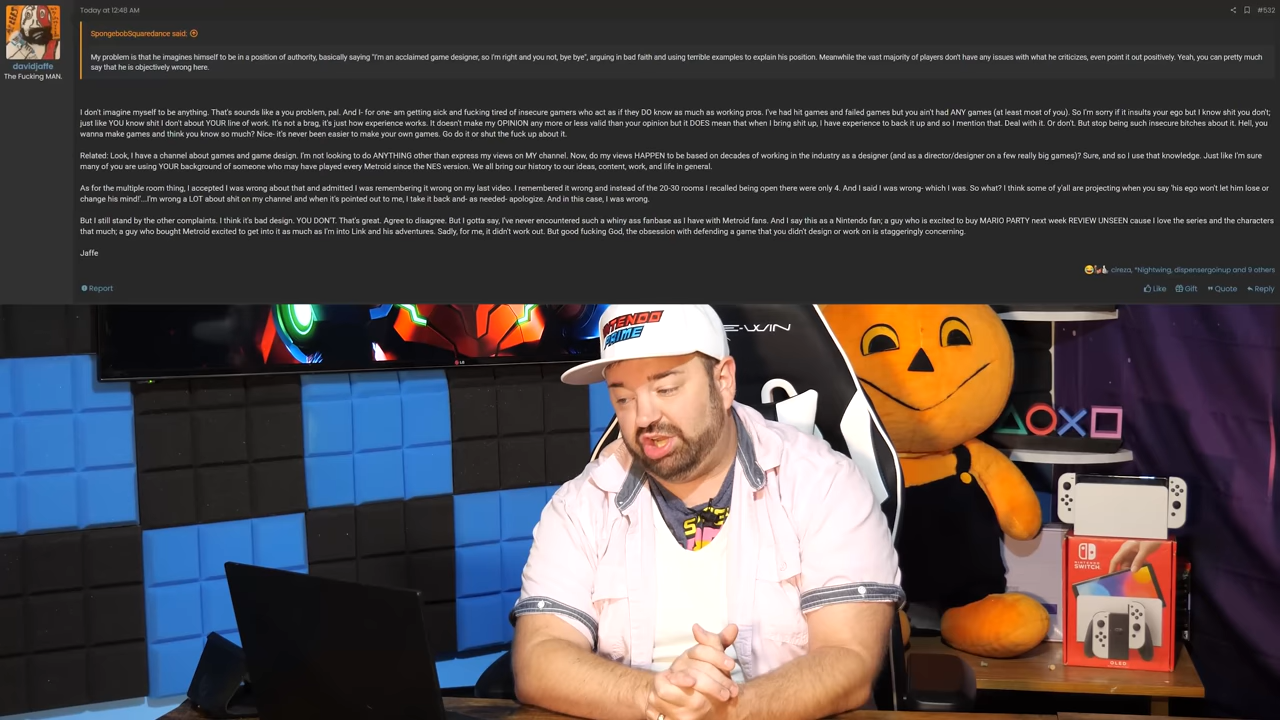 Today at 12:48 AM
#532
davidjaffe
The Fucking MAN.
SpongebobSquaredance said:
My problem is that he imagines himself to be in a position of authority, basically saying "I'm an acclaimed game designer, so I'm right and you not, bye bye", arguing in bad faith and using terrible examples to explain his position. Meanwhile the vast majority of players don't have any issues with what he criticizes, even point it out positively. Yeah, you can pretty much
say that he is objectively wrong here.
I don't imagine myself to be anything. That's sounds like a you problem, pal. And I- for one- am getting sick and fucking tired of insecure gamers who act as if they DO know as much as working pros. I've had hit games and failed games but you ain't had ANY games (at least most of you). So I'm sorry if it insults your ego but I know shit you don't;
just like YOU know shit I don't about YOUR line of work. It's not a brag, it's just how experience works. It doesn't make my OPINION any more or less valid than your opinion but it DOES mean that when I bring shit up, I have experience to back it up and so I mention that. Deal with it. Or don't. But stop being such insecure bitches about it. Hell, you
wanna make games and think you know so much? Nice- it's never been easier to make your own games. Go do it or shut the fuck up about it.
Related: Look, I have a channel about games and game design. I'm not looking to do ANYTHING other than express my views on MY channel. Now, do my views HAPPEN to be based on decades of working in the industry as a designer (and as a director/designer on a few really big games)? Sure, and so I use that knowledge. Just like I'm sure
many of you are using YOUR background of someone who may have played every Metroid since the NES version. We all bring our history to our ideas, content, work, and life in general.
As for the multiple room thing, I accepted I was wrong about that and admitted I was remembering it wrong on my last video. I remembered it wrong and instead of the 20-30 rooms I recalled being open there were only 4. And I said I was wrong- which I was. So what? I think some of y'all are projecting when you say 'his ego won't let him lose or
change his mind!'...I'm wrong a LOT about shit on my channel and when it's pointed out to me, I take it back and- as needed- apologize. And in this case, I was wrong.
But I still stand by the other complaints. I think it's bad design. YOU DON'T. That's great. Agree to disagree. But I gotta say, I've never encountered such a whiny ass fanbase as I have with Metroid fans. And I say this as a Nintendo fan; a guy who is excited to buy MARIO PARTY next week REVIEW UNSEEN cause I love the series and the characters
that much; a guy who bought Metroid excited to get into it as much as I'm into Link and his adventures. Sadly, for me, it didn't work out. But good fucking God, the obsession with defending a game that you didn't design or work on is staggeringly concerning.
Jaffe
cireza, *Nightwing, dispensergoinup and 9 others
Report
Like Gift Quote Reply
NINTENDO
PRIME
E-WIN
LG
NINTENDO
SWITCH
OLED